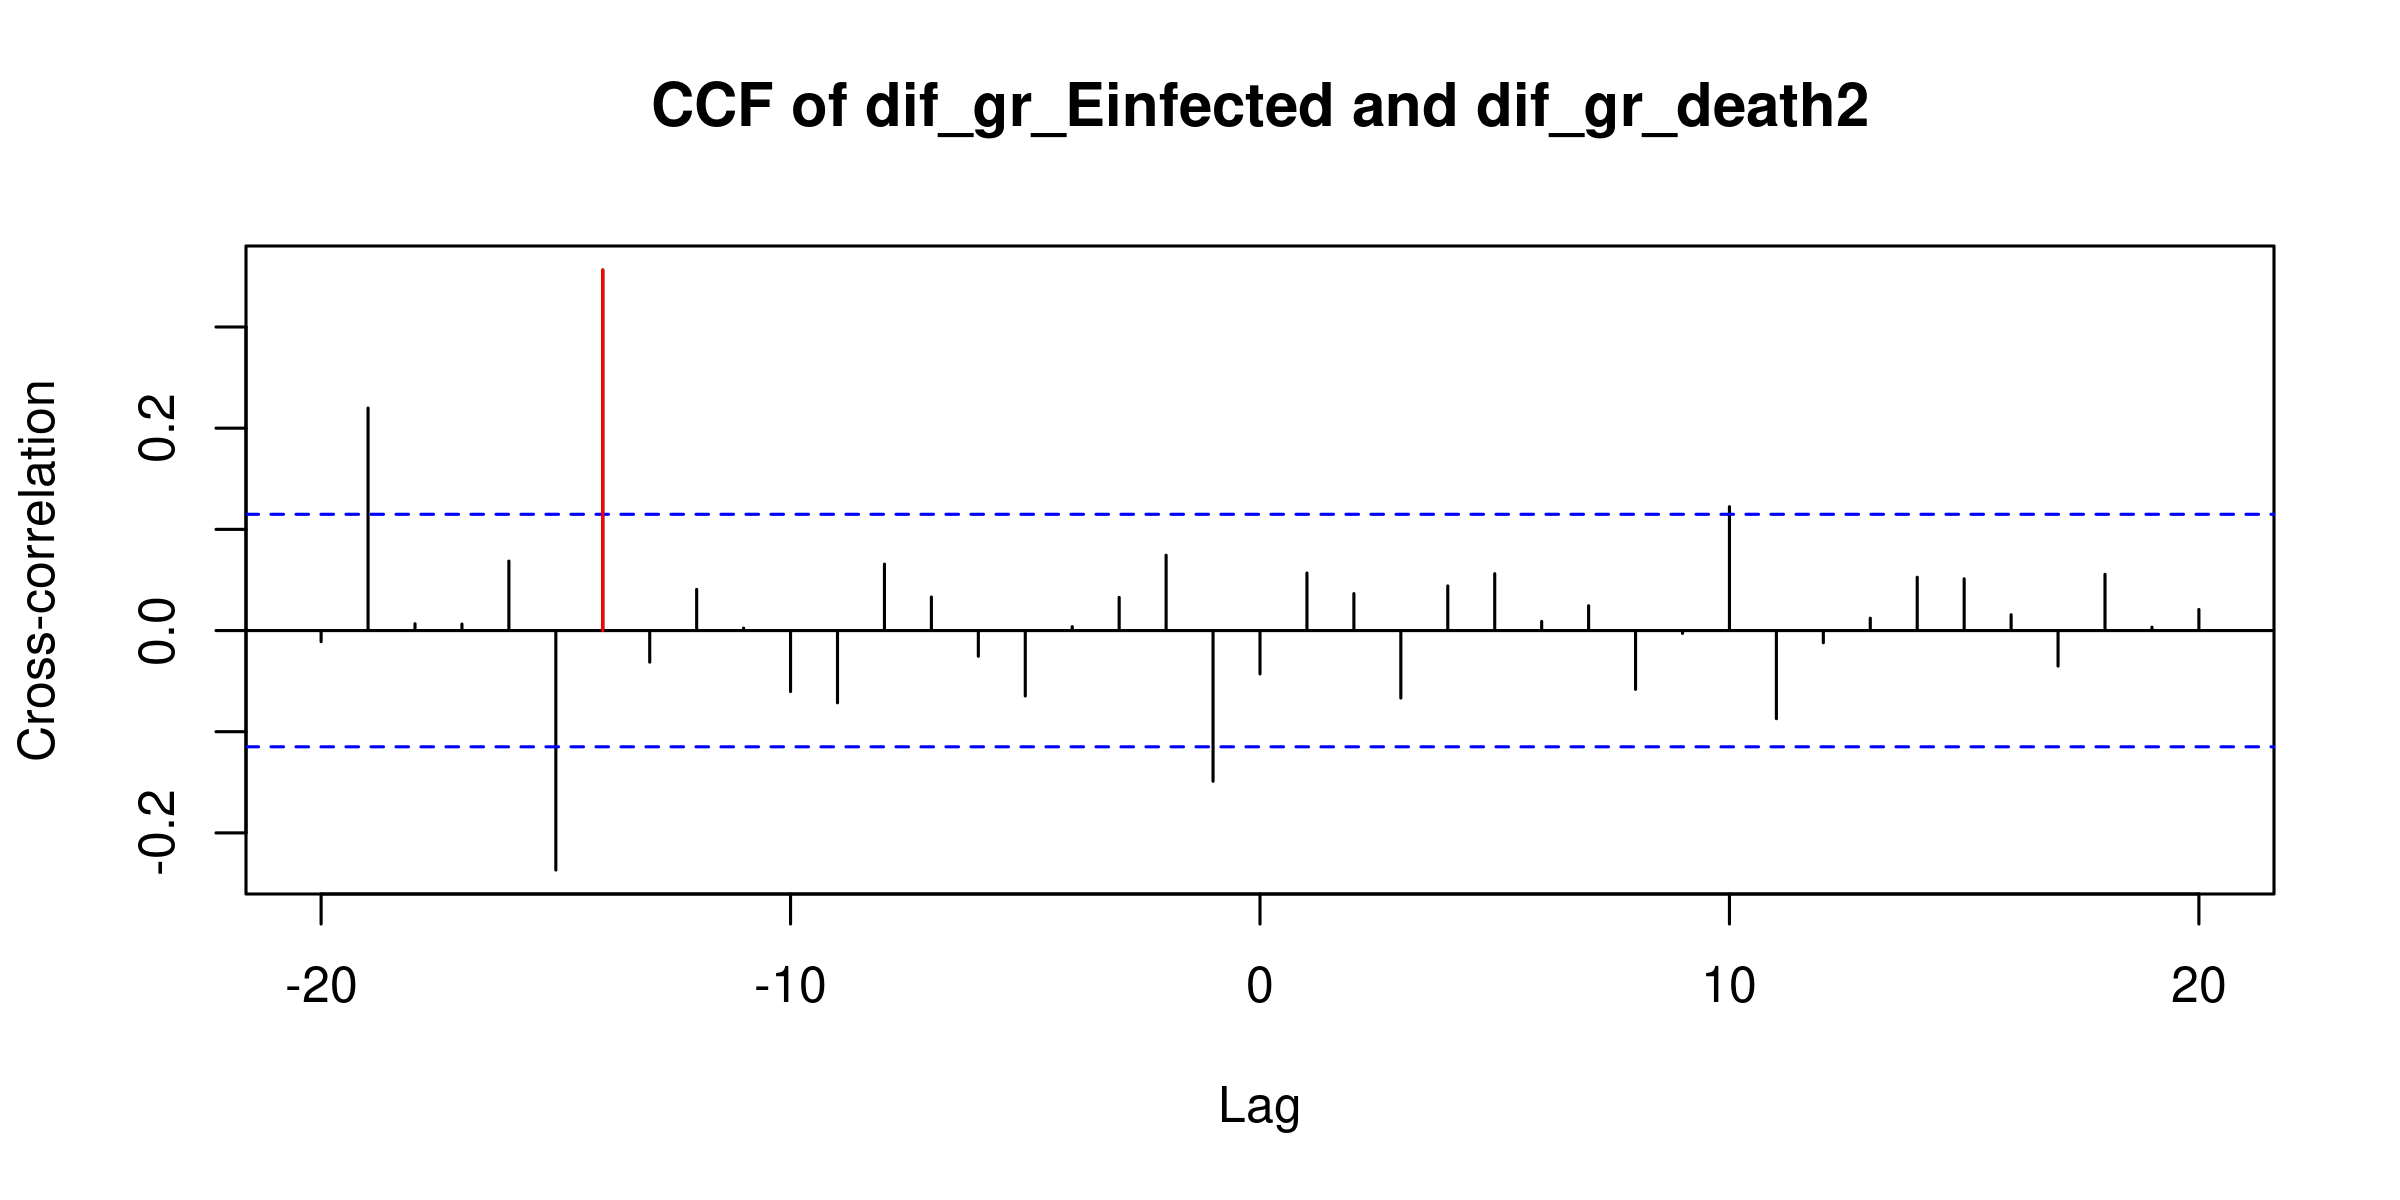 CCF of dif_gr_Einfected and dif_gr_death2
Cross-correlation
0.2
0.0
-0.2
-20 -10 0 10 20
Lag